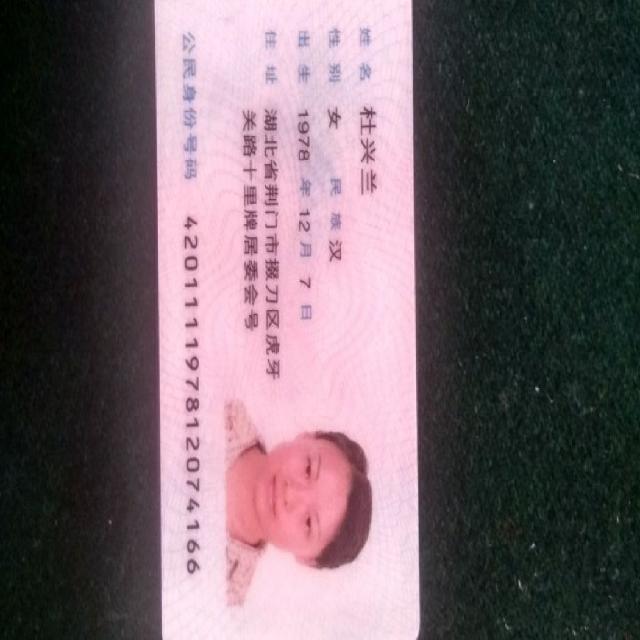 姓名 杜兴兰
性别 女 民族 汉
出生 1978 年 12 月 7 日
住址 湖北省荆门市掇刀区虎牙
关路十里牌居委会号
公民身份号码 420111197812074166